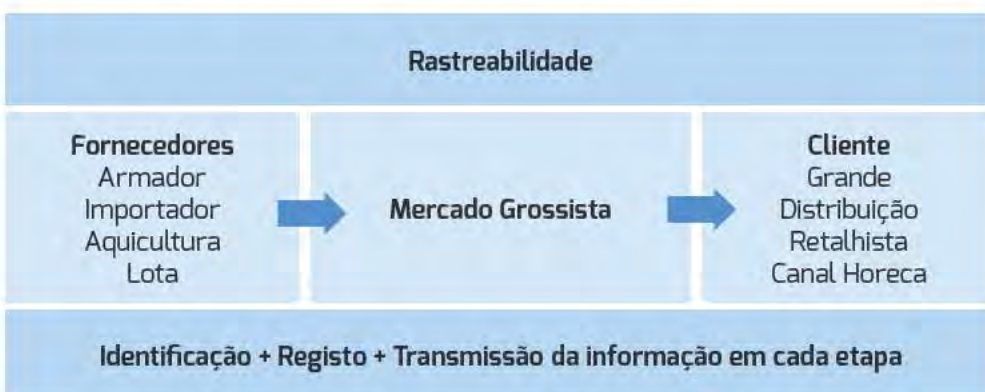 Rastreabilidade
Fornecedores
Armador
Importador
Aquicultura
Lota
Mercado Grossista
Cliente
Grande
Distribuição
Retalhista
Canal Horeca
Identificação + Registo + Transmissão da informação em cada etapa